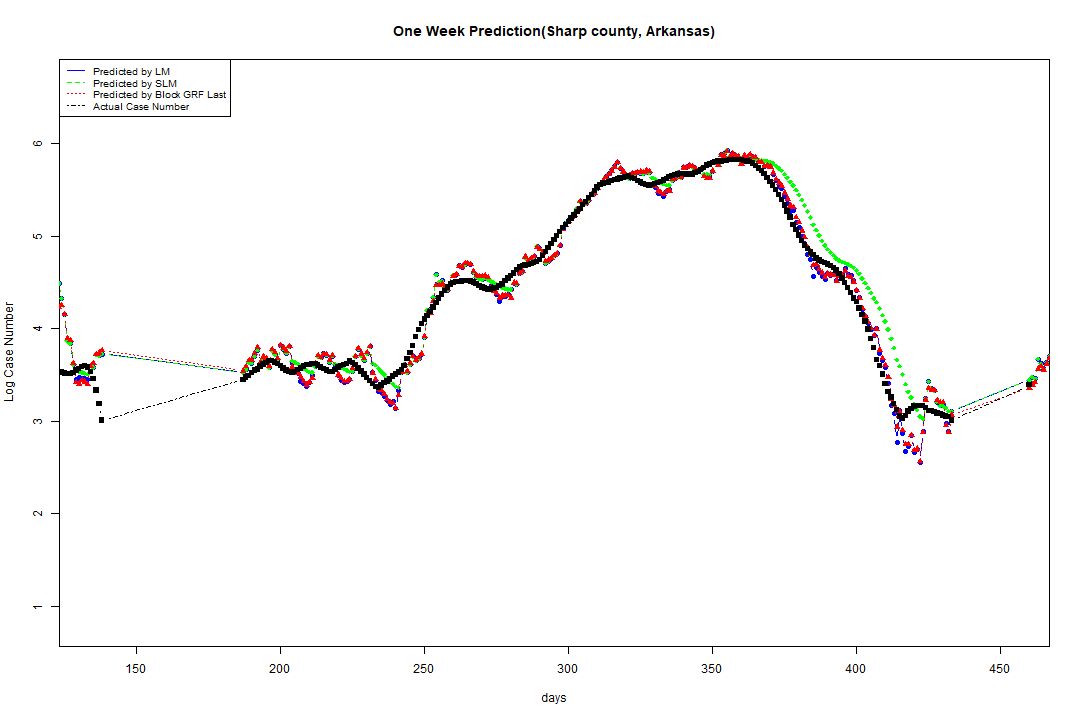 One Week Prediction(Sharp county, Arkansas)
Predicted by LM
Predicted by SLM
Predicted by Block GRF Last
Actual Case Number
6
5
4
3
2
1
Log Case Number
150 200 250 300 350 400 450
days